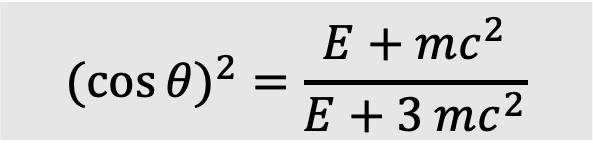 (cos θ)² = (E + mc²) / (E + 3 mc²)